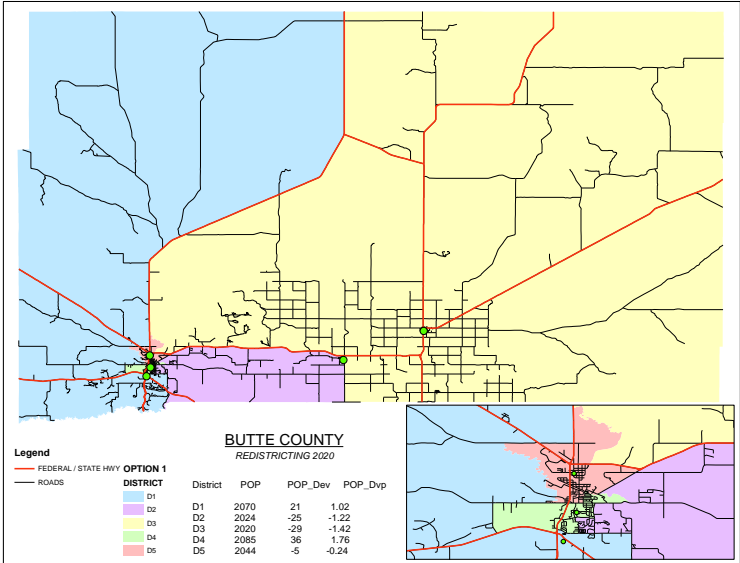 BUTTE COUNTY
REDISTRICTING 2020
Legend
FEDERAL / STATE HWY
ROADS
OPTION 1
DISTRICT
D1
D2
D3
D4
D5
District POP POP_Dev POP_Dvp
D1 2070 21 1.02
D2 2024 -25 -1.22
D3 2020 -29 -1.42
D4 2085 36 1.76
D5 2044 -5 -0.24